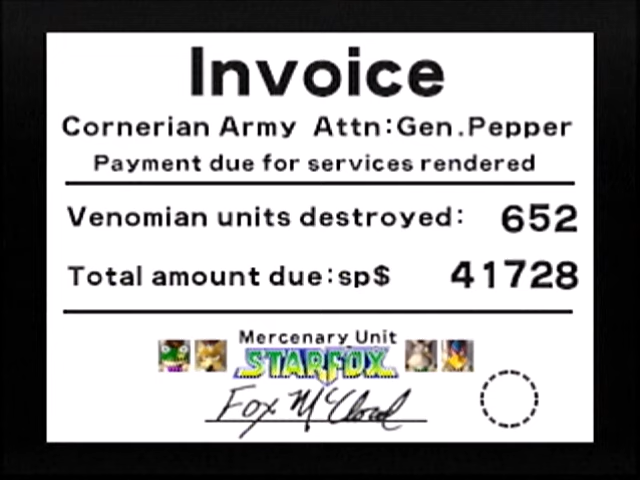 Invoice
Cornerian Army Attn:Gen.Pepper
Payment due for services rendered
Venomian units destroyed: 652
Total amount due:sp$ 41728
Mercenary Unit
STARFOX
Fox McCloud